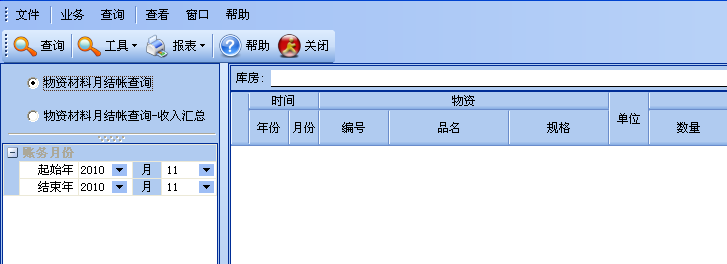 文件 业务 查询 查看 窗口 帮助
查询 工具 报表 帮助 关闭
物资材料月结帐查询
物资材料月结帐查询-收入汇总
账务月份
起始年 2010 月 11
结束年 2010 月 11
库房:
时间 物资 单位
年份 月份 编号 品名 规格 数量